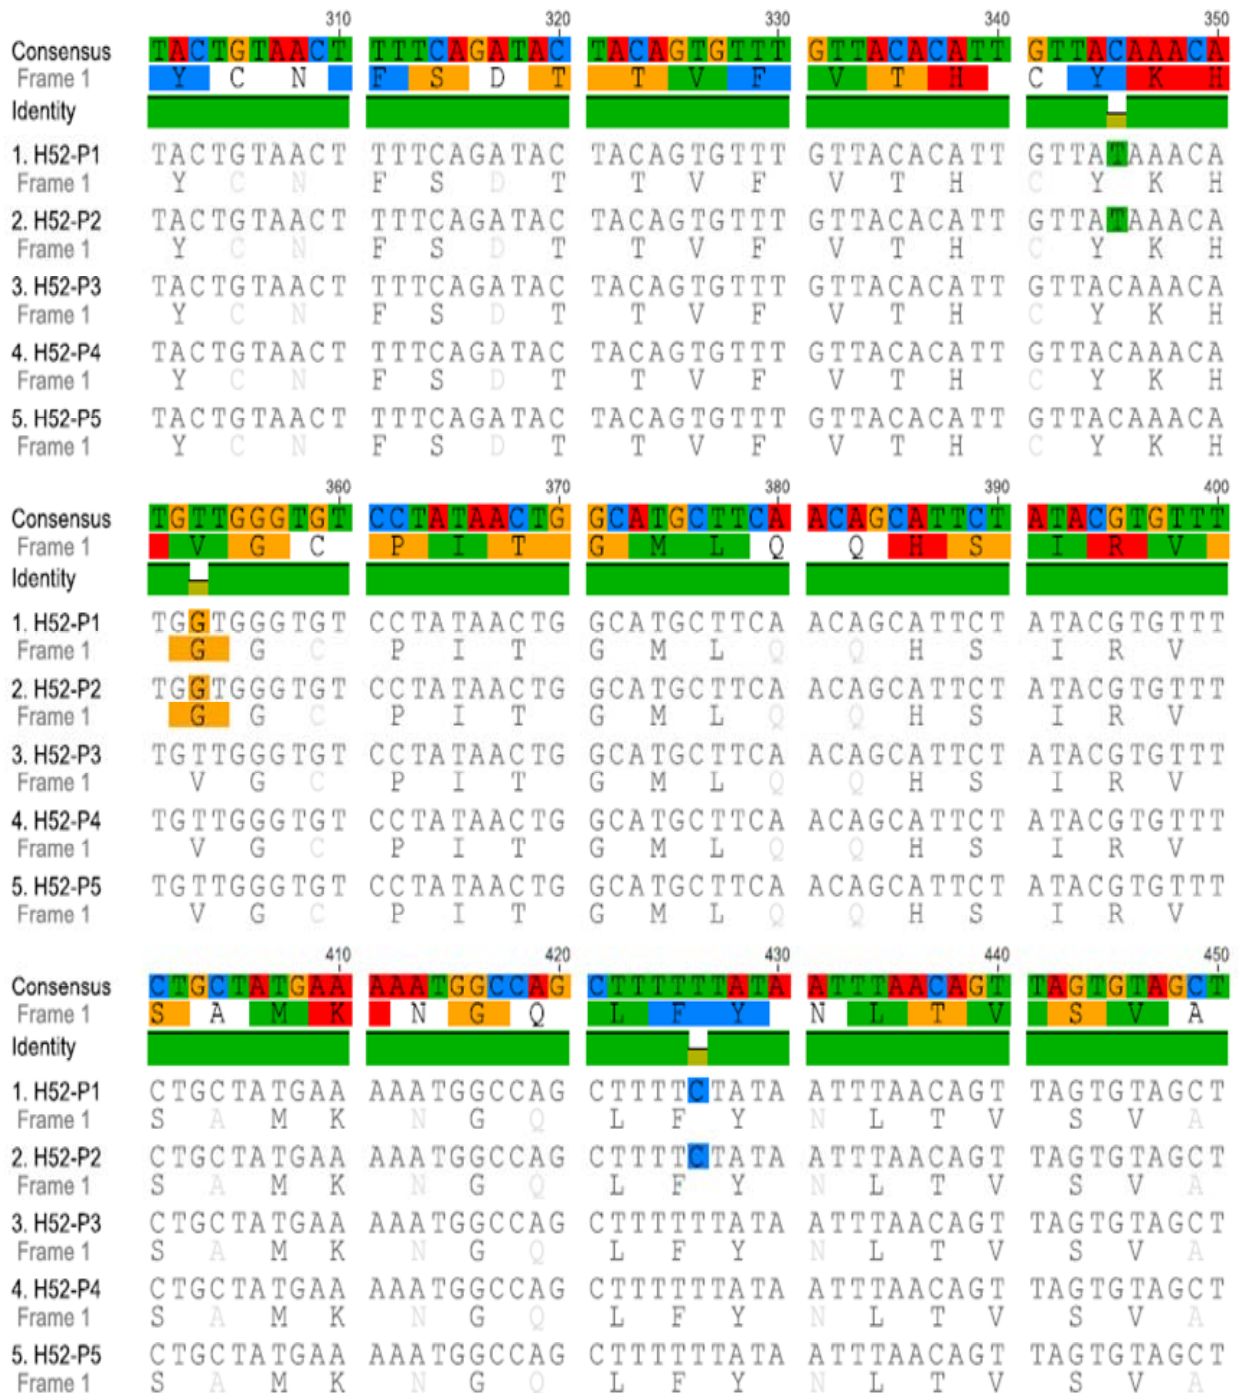 310 320 330 340 350
Consensus TACTGTAACT TTTCAGATAC TACAGTGTTT GTTACACATT GTTACAAACA
Frame 1 Y C N F S D T T V F V T H C Y K H
Identity
1. H52-P1 TACTGTAACT TTTCAGATAC TACAGTGTTT GTTACACATT GTTATAAACA
Frame 1 Y C N F S D T T V F V T H C Y K H
2. H52-P2 TACTGTAACT TTTCAGATAC TACAGTGTTT GTTACACATT GTTATAAACA
Frame 1 Y C N F S D T T V F V T H C Y K H
3. H52-P3 TACTGTAACT TTTCAGATAC TACAGTGTTT GTTACACATT GTTACAAACA
Frame 1 Y C N F S D T T V F V T H C Y K H
4. H52-P4 TACTGTAACT TTTCAGATAC TACAGTGTTT GTTACACATT GTTACAAACA
Frame 1 Y C N F S D T T V F V T H C Y K H
5. H52-P5 TACTGTAACT TTTCAGATAC TACAGTGTTT GTTACACATT GTTACAAACA
Frame 1 Y C N F S D T T V F V T H C Y K H
360 370 380 390 400
Consensus TGTTGGGTGT CCTATAACTG GCATGCTTCA ACAGCATTCT ATACGTGTTT
Frame 1 V G C P I T G M L Q Q H S I R V
Identity
1. H52-P1 TGGTGGGTGT CCTATAACTG GCATGCTTCA ACAGCATTCT ATACGTGTTT
Frame 1 G G C P I T G M L Q Q H S I R V
2. H52-P2 TGGTGGGTGT CCTATAACTG GCATGCTTCA ACAGCATTCT ATACGTGTTT
Frame 1 G G C P I T G M L Q Q H S I R V
3. H52-P3 TGTTGGGTGT CCTATAACTG GCATGCTTCA ACAGCATTCT ATACGTGTTT
Frame 1 V G C P I T G M L Q Q H S I R V
4. H52-P4 TGTTGGGTGT CCTATAACTG GCATGCTTCA ACAGCATTCT ATACGTGTTT
Frame 1 V G C P I T G M L Q Q H S I R V
5. H52-P5 TGTTGGGTGT CCTATAACTG GCATGCTTCA ACAGCATTCT ATACGTGTTT
Frame 1 V G C P I T G M L Q Q H S I R V
410 420 430 440 450
Consensus CTGCTATGAA AAATGGCCAG CTTTTTTATA ATTTAACAGT TAGTGTAGCT
Frame 1 S A M K N G Q L F Y N L T V S V A
Identity
1. H52-P1 CTGCTATGAA AAATGGCCAG CTTTTCTATA ATTTAACAGT TAGTGTAGCT
Frame 1 S A M K N G Q L F Y N L T V S V A
2. H52-P2 CTGCTATGAA AAATGGCCAG CTTTTCTATA ATTTAACAGT TAGTGTAGCT
Frame 1 S A M K N G Q L F Y N L T V S V A
3. H52-P3 CTGCTATGAA AAATGGCCAG CTTTTTTATA ATTTAACAGT TAGTGTAGCT
Frame 1 S A M K N G Q L F Y N L T V S V A
4. H52-P4 CTGCTATGAA AAATGGCCAG CTTTTTTATA ATTTAACAGT TAGTGTAGCT
Frame 1 S A M K N G Q L F Y N L T V S V A
5. H52-P5 CTGCTATGAA AAATGGCCAG CTTTTTTATA ATTTAACAGT TAGTGTAGCT
Frame 1 S A M K N G Q L F Y N L T V S V A